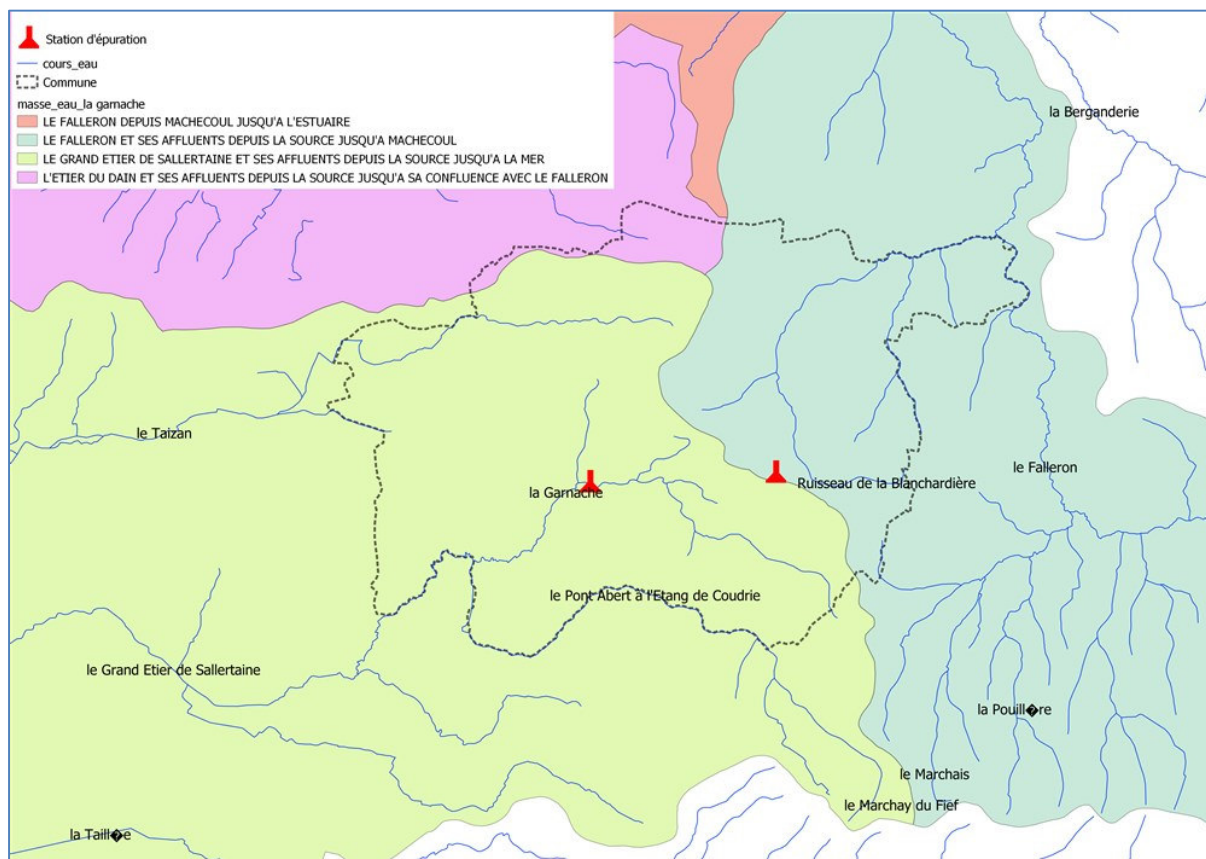 Station d'épuration
cours_eau
Commune
masse_eau_la garnache
LE FALLERON DEPUIS MACHECOUL JUSQU'A L'ESTUAIRE
LE FALLERON ET SES AFFLUENTS DEPUIS LA SOURCE JUSQU'A MACHECOUL
LE GRAND ETIER DE SALLERTAINE ET SES AFFLUENTS DEPUIS LA SOURCE JUSQU'A LA MER
L'ETIER DU DAIN ET SES AFFLUENTS DEPUIS LA SOURCE JUSQU'A SA CONFLUENCE AVEC LE FALLERON
la Berganderie
le Taizan
le Falleron
la Garnache
Ruisseau de la Blanchardière
le Pont Abert à l'Etang de Coudrie
le Grand Etier de Sallertaine
la Pouill�re
le Marchais
le Marchay du Fief
la Taill�e